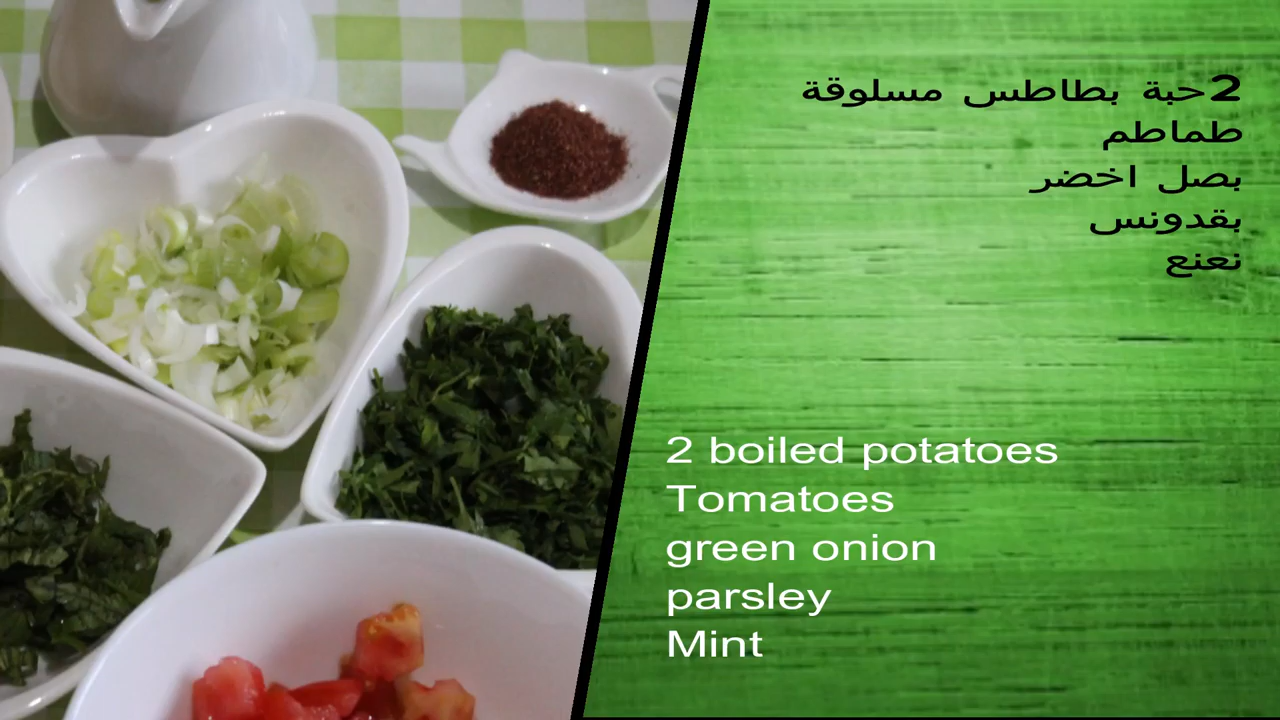 2حبة بطاطس مسلوقة
طماطم
بصل اخضر
بقدونس
نعنع
2 boiled potatoes
Tomatoes
green onion
parsley
Mint